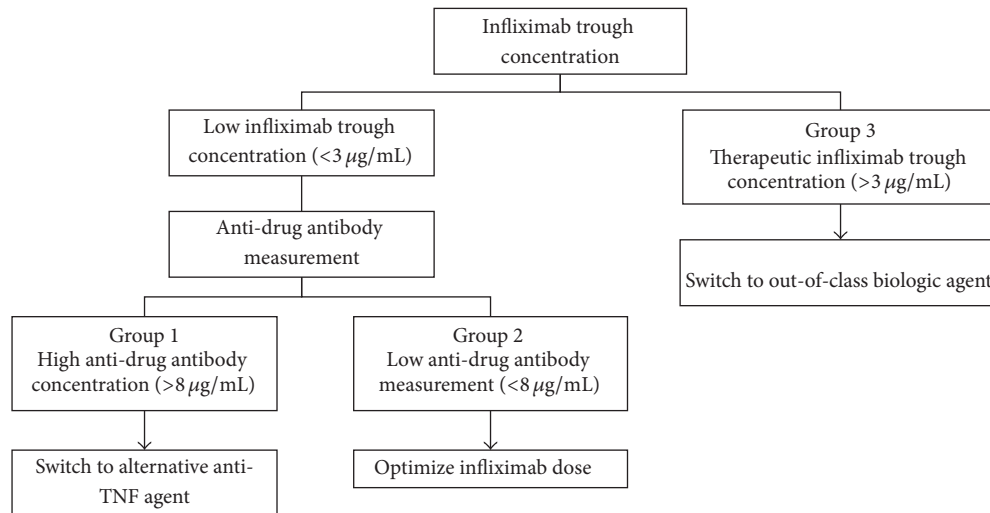 Infliximab trough
concentration
Low infliximab trough
concentration (<3 μg/mL)
Group 3
Therapeutic infliximab trough
concentration (>3 μg/mL)
Anti-drug antibody
measurement
Switch to out-of-class biologic agent
Group 1
High anti-drug antibody
concentration (>8 μg/mL)
Group 2
Low anti-drug antibody
measurement (<8 μg/mL)
Switch to alternative anti-
TNF agent
Optimize infliximab dose